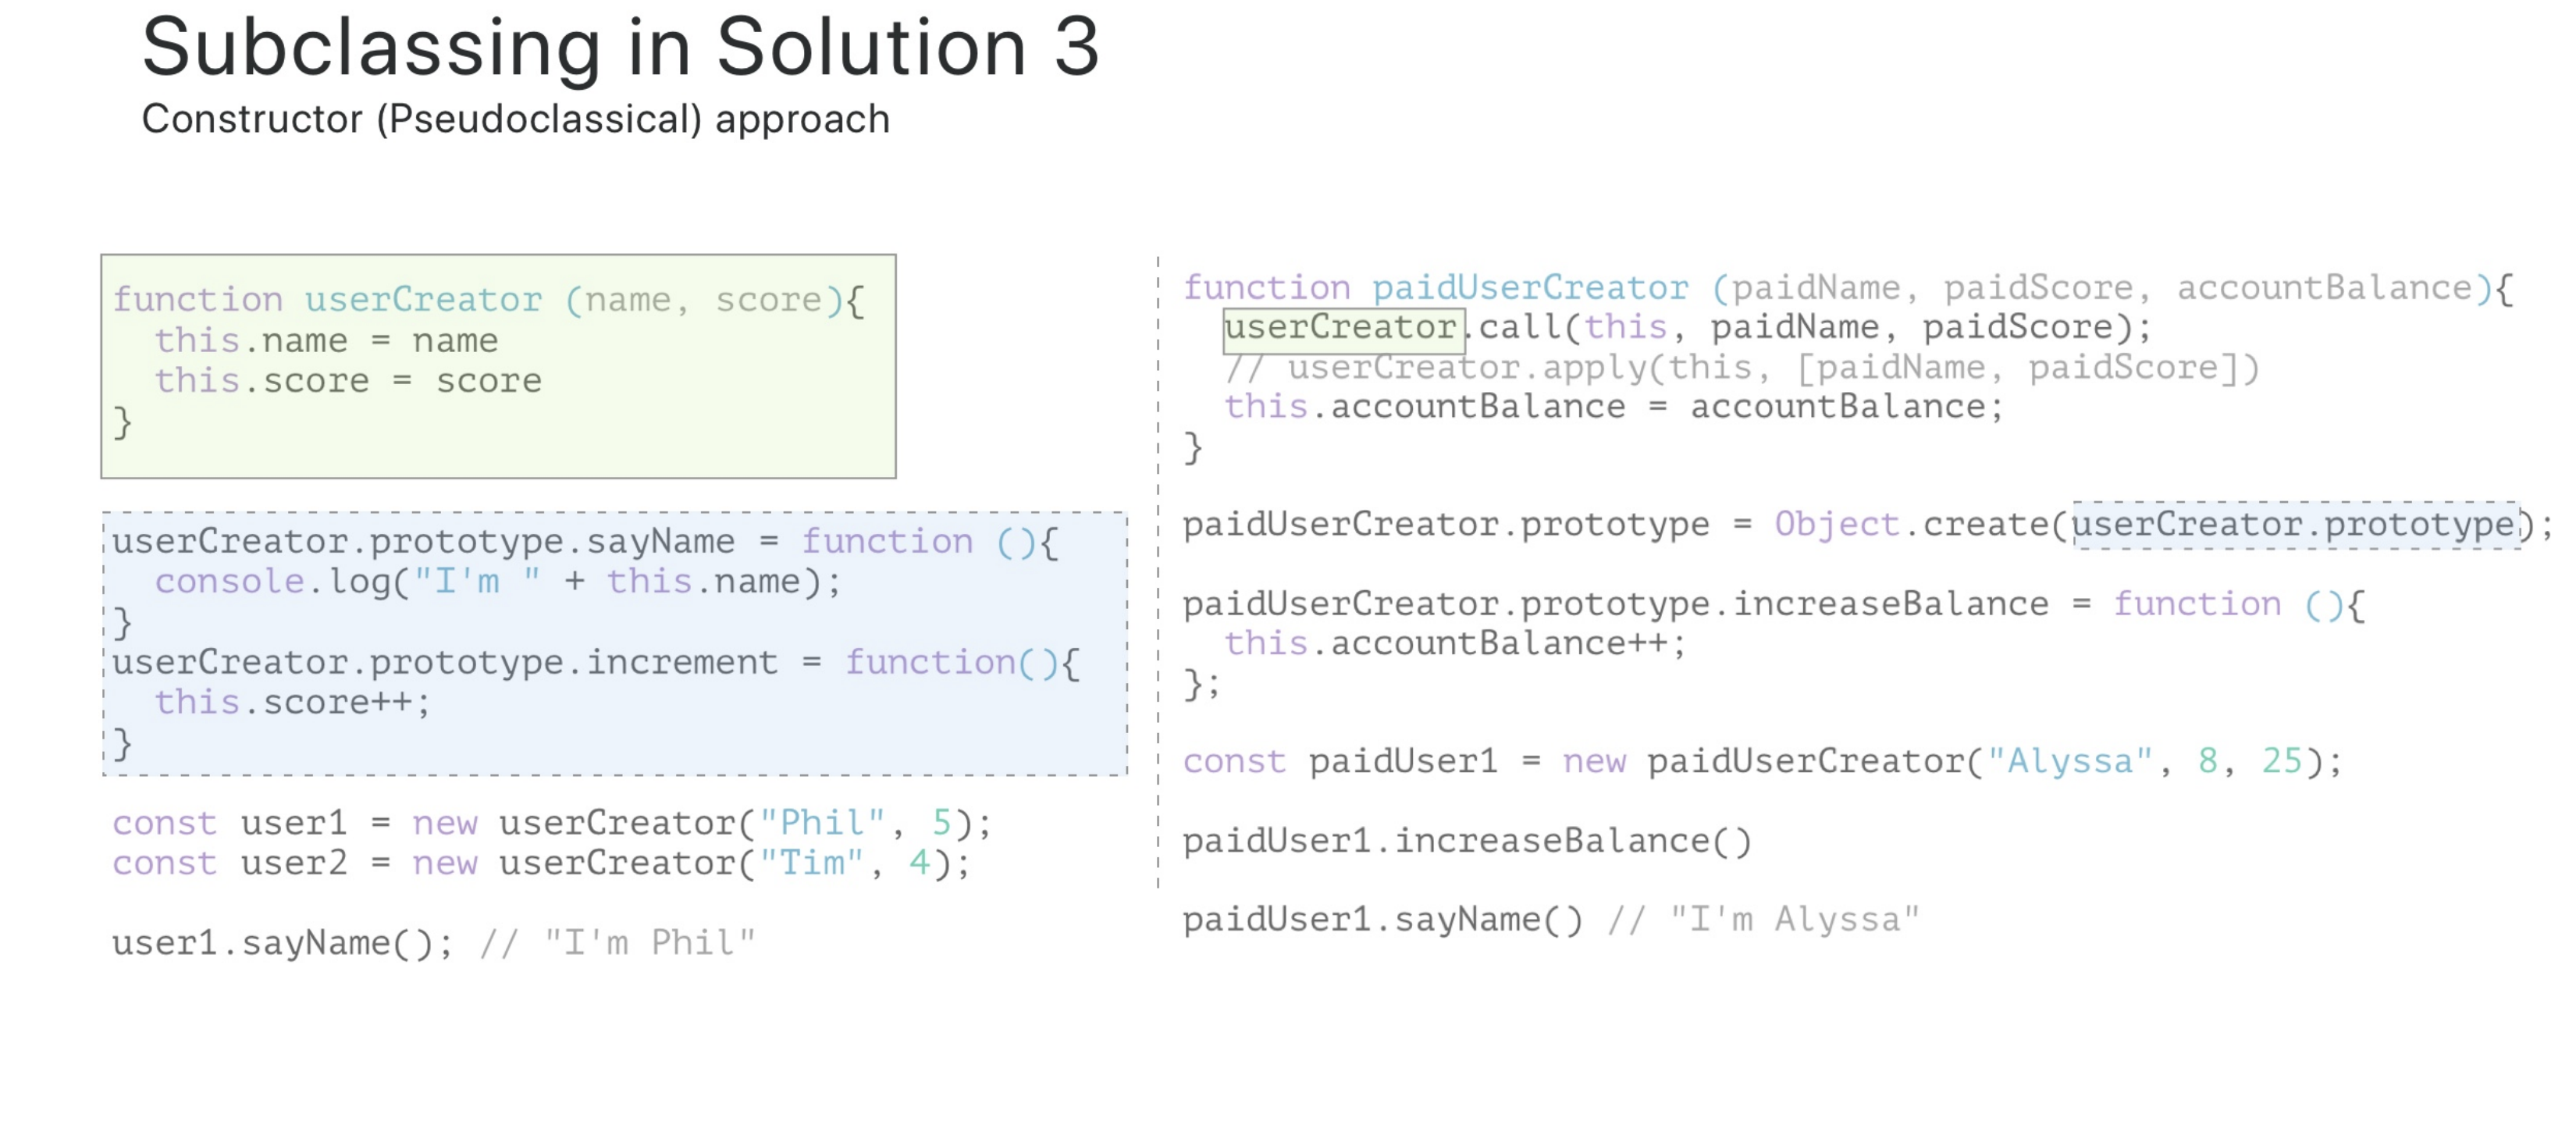 Subclassing in Solution 3
Constructor (Pseudoclassical) approach
function userCreator (name, score){
  this.name = name
  this.score = score
}
userCreator.prototype.sayName = function (){
  console.log("I'm " + this.name);
}
userCreator.prototype.increment = function(){
  this.score++;
}
const user1 = new userCreator("Phil", 5);
const user2 = new userCreator("Tim", 4);
user1.sayName(); // "I'm Phil"
function paidUserCreator (paidName, paidScore, accountBalance){
  userCreator.call(this, paidName, paidScore);
  // userCreator.apply(this, [paidName, paidScore])
  this.accountBalance = accountBalance;
}
paidUserCreator.prototype = Object.create(userCreator.prototype);
paidUserCreator.prototype.increaseBalance = function (){
  this.accountBalance++;
};
const paidUser1 = new paidUserCreator("Alyssa", 8, 25);
paidUser1.increaseBalance()
paidUser1.sayName() // "I'm Alyssa"